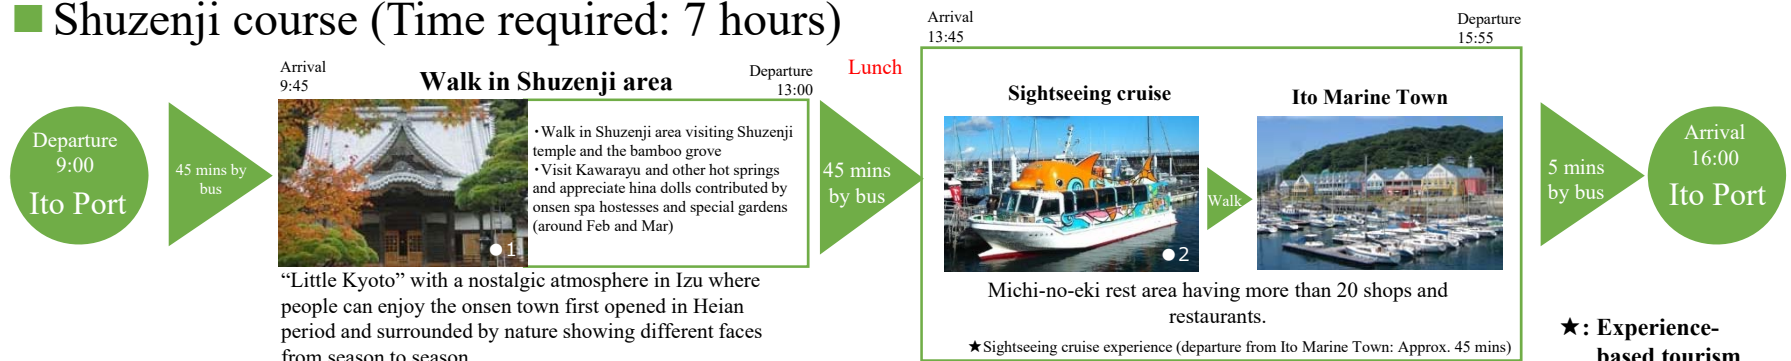 ■ Shuzenji course (Time required: 7 hours)
Departure
9:00
Ito Port
45 mins by
bus
Arrival
9:45
Walk in Shuzenji area
Departure
13:00
・Walk in Shuzenji area visiting Shuzenji
temple and the bamboo grove
・Visit Kawarayu and other hot springs
and appreciate hina dolls contributed by
onsen spa hostesses and special gardens
(around Feb and Mar)
●1
“Little Kyoto” with a nostalgic atmosphere in Izu where
people can enjoy the onsen town first opened in Heian
period and surrounded by nature showing different faces
from season to season
Lunch
45 mins
by bus
Arrival
13:45
Departure
15:55
Sightseeing cruise
●2
Walk
Ito Marine Town
Michi-no-eki rest area having more than 20 shops and
restaurants.
★Sightseeing cruise experience (departure from Ito Marine Town: Approx. 45 mins)
5 mins
by bus
Arrival
16:00
Ito Port
★: Experience-
based tourism